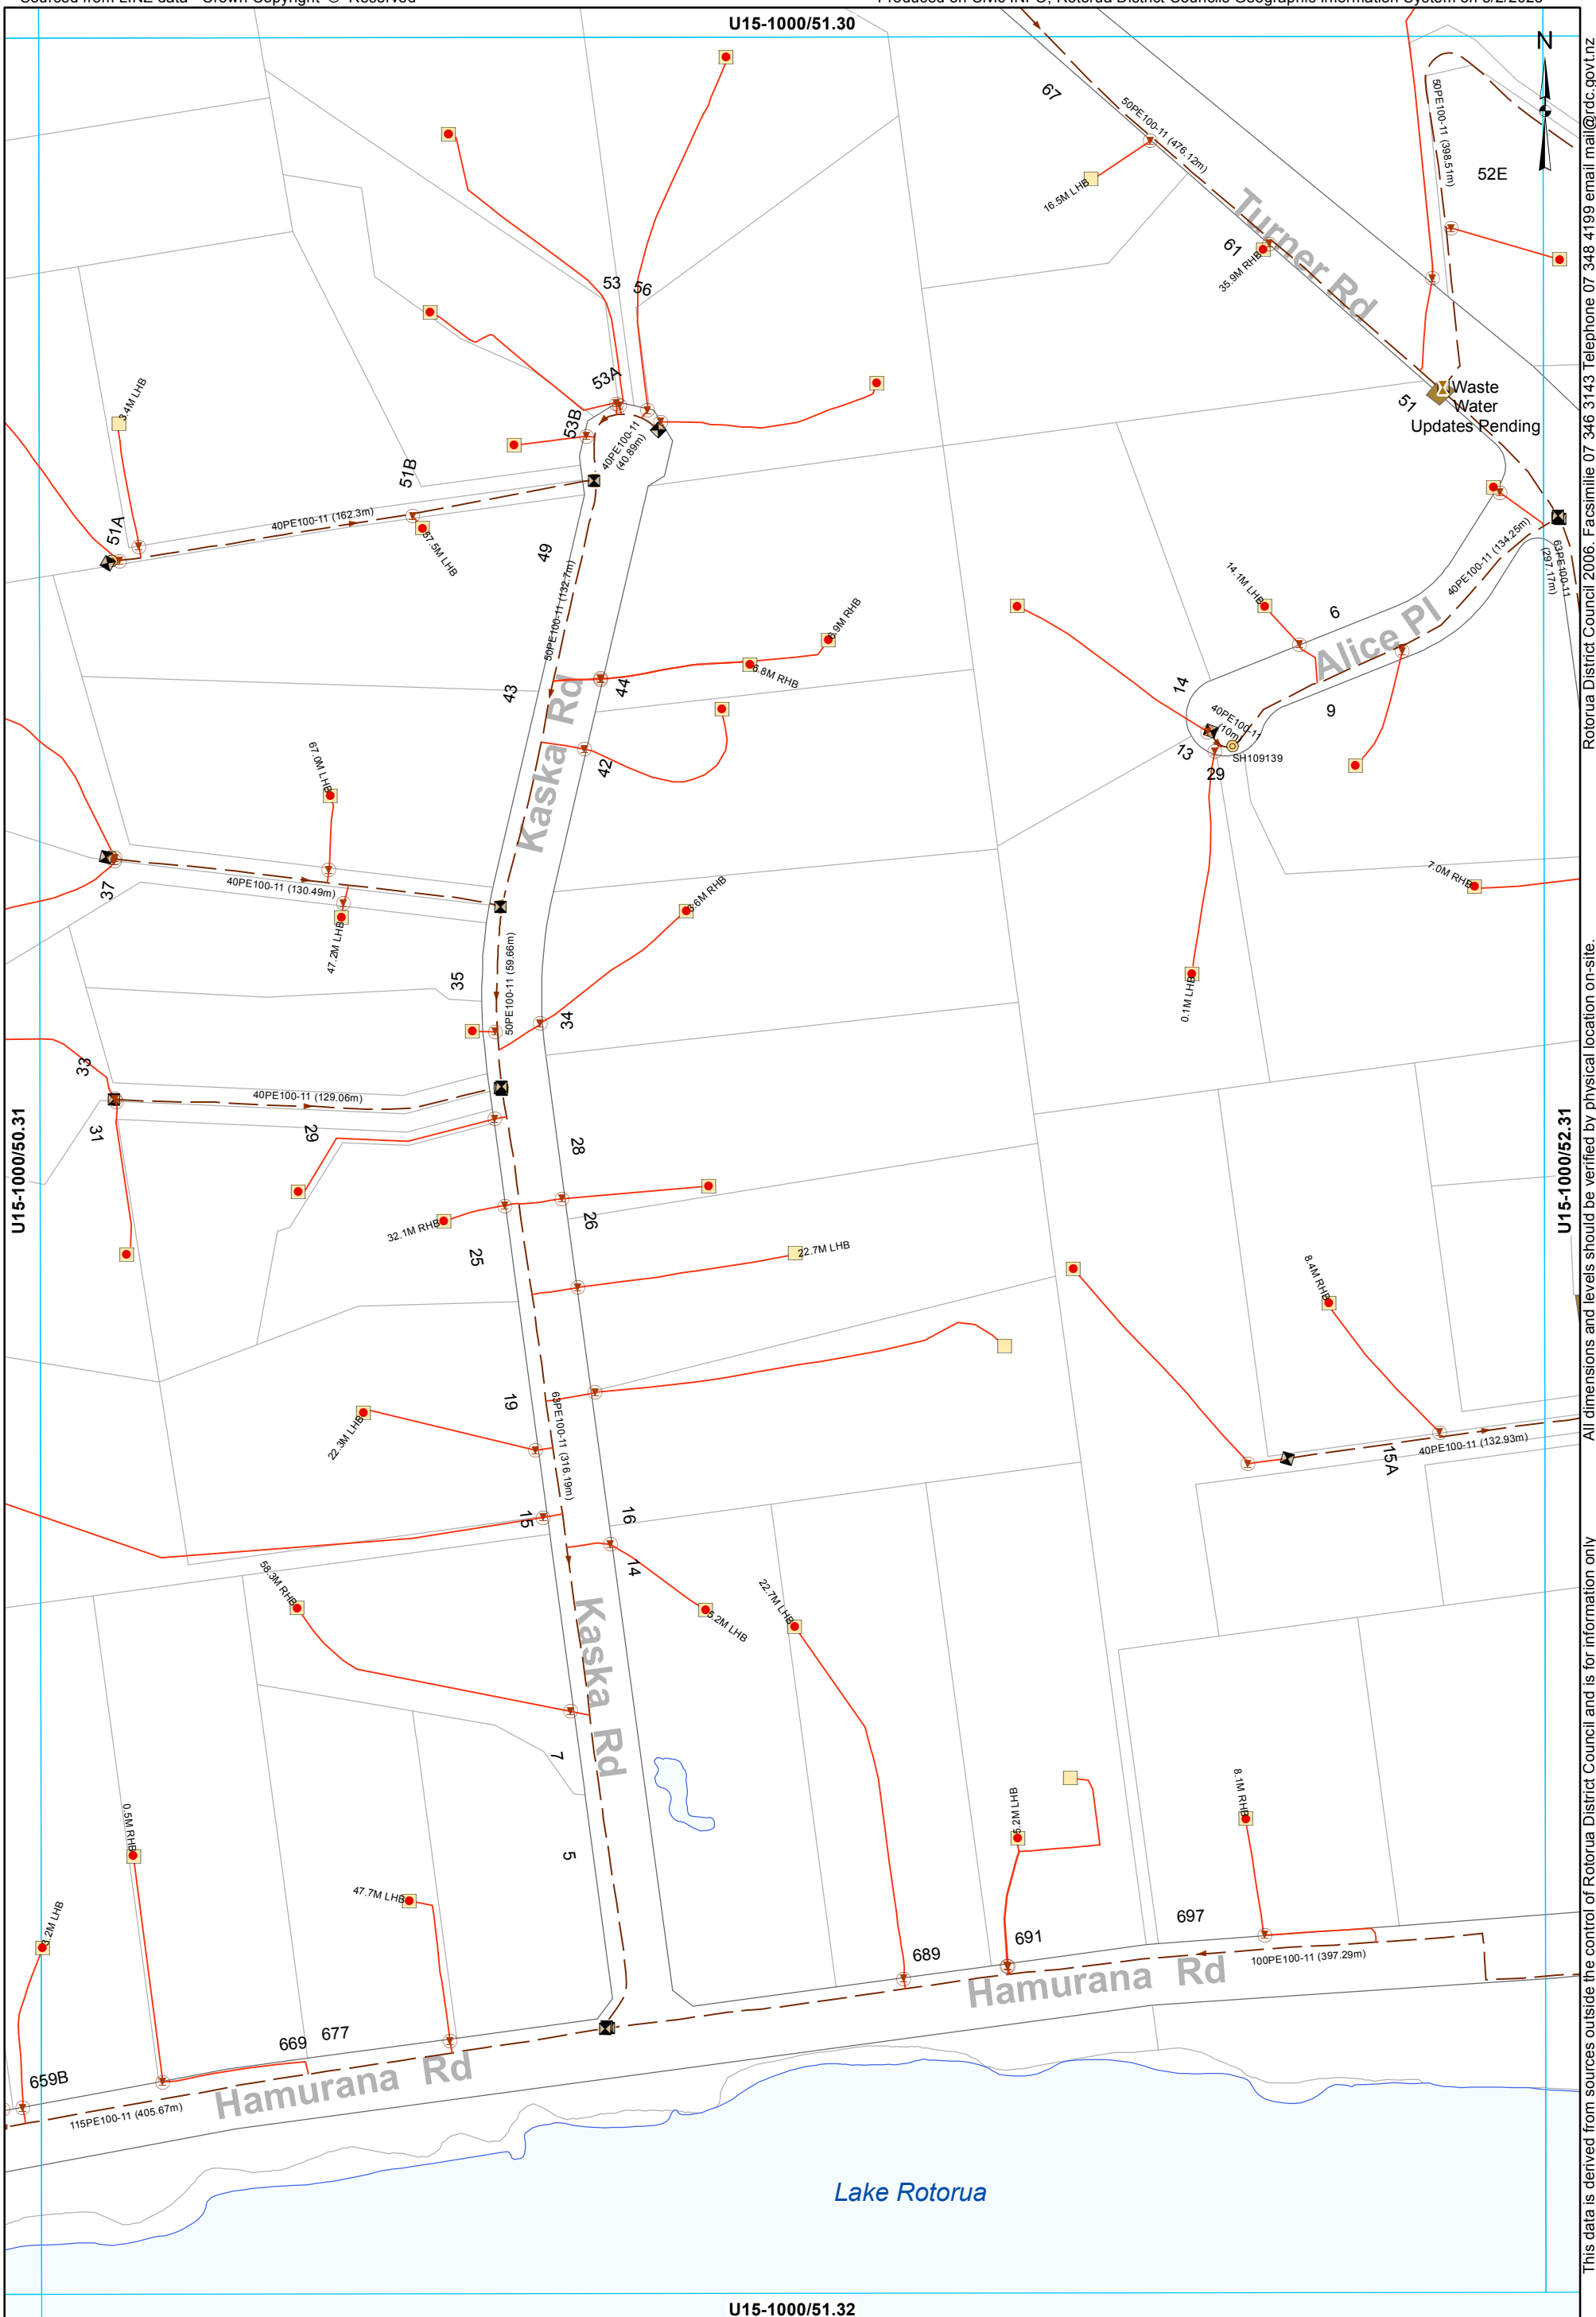 U15-1000/51.30
N
67
50PE100-11 (476.12m)
50PE100-11 (398.51m)
52E
16.5M LHB
Turner Rd
61
35.9M RHB
53
56
53A
53B
40PE100-11
(40.89m)
3.4M LHB
51B
51A
40PE100-11 (162.3m)
37.5M LHB
51
Waste
Water
Updates Pending
49
50PE100-11 (132.7m)
40PE100-11 (134.25m)
63PE100-11
(297.17m)
14.1M LHB
6
Alice Pl
9
14
40PE100-11
(10m)
13
29
SH109139
6.8M RHB
44
43
Kaska Rd
42
67.0M LHB
37
40PE100-11 (130.49m)
47.2M LHB
7.0M RHB
35
50PE100-11 (59.66m)
34
0.1M LHB
33
40PE100-11 (129.06m)
31
29
28
U15-1000/50.31
U15-1000/52.31
32.1M RHB
25
26
22.7M LHB
8.4M RHB
19
22.3M LHB
63PE100-11 (316.19m)
15A
40PE100-11 (132.93m)
15
16
14
58.3M RHB
5.2M LHB
22.7M LHB
Kaska Rd
7
5
0.5M RHB
47.7M LHB
5.2M LHB
8.1M RHB
3.2M LHB
689
691
697
100PE100-11 (397.29m)
Hamurana Rd
669
677
659B
Hamurana Rd
115PE100-11 (405.67m)
Lake Rotorua
U15-1000/51.32
Rotorua District Council 2006. Facsimilie 07 346 3143 Telephone 07 348 4199 email mail@rdc.govt.nz
All dimensions and levels should be verified by physical location on-site.
This data is derived from sources outside the control of Rotorua District Council and is for information only